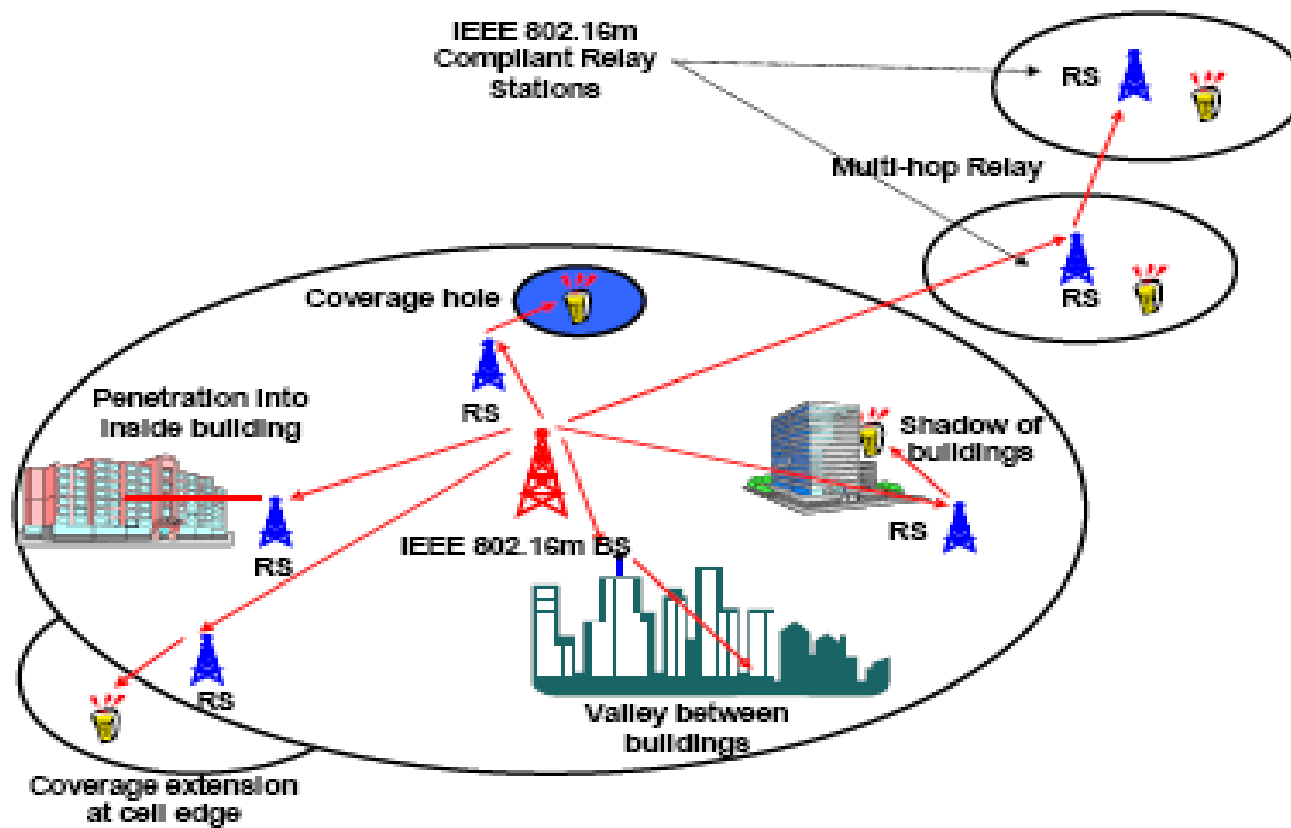 IEEE 802.16m
Compliant Relay
Stations
RS
Multi-hop Relay
RS
Coverage hole
RS
Penetration into
inside building
Shadow of
buildings
RS
IEEE 802.16m BS
RS
RS
Valley between
buildings
Coverage extension
at cell edge